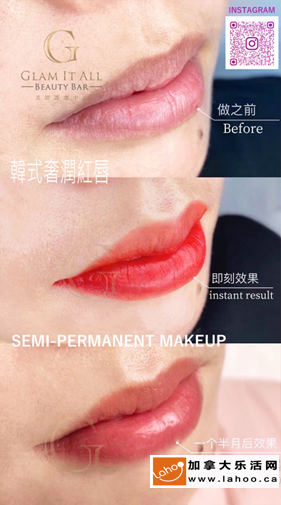 INSTAGRAM
G
GLAM IT ALL
BEAUTY BAR
做之前
Before
韓式奢潤紅唇
即刻效果
instant result
SEMI-PERMANENT MAKEUP
一个半月后效果
lahoo
加拿大乐活网
www.lahoo.ca